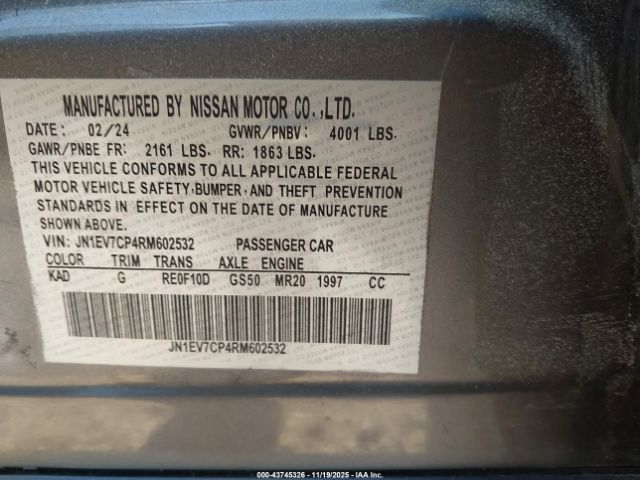 MANUFACTURED BY NISSAN MOTOR CO.,LTD.
DATE: 02/24 GVWR/PNBV: 4001 LBS.
GAWR/PNBE FR: 2161 LBS. RR: 1863 LBS.
THIS VEHICLE CONFORMS TO ALL APPLICABLE FEDERAL
MOTOR VEHICLE SAFETY,BUMPER,AND THEFT PREVENTION
STANDARDS IN EFFECT ON THE DATE OF MANUFACTURE
SHOWN ABOVE.
VIN: JN1EV7CP4RM602532 PASSENGER CAR
COLOR TRIM TRANS AXLE ENGINE
KAD G RE0F10D GS50 MR20 1997 CC
JN1EV7CP4RM602532
000-43745326 - 11/19/2025 - IAA Inc.